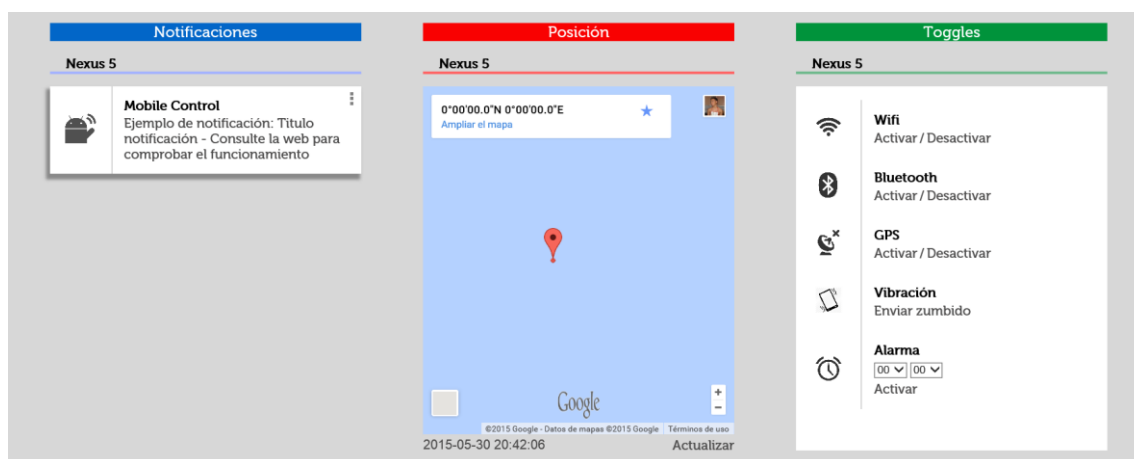 Notificaciones
Nexus 5
Mobile Control
Ejemplo de notificación: Titulo
notificación - Consulte la web para
comprobar el funcionamiento
Posición
Nexus 5
0°00'00.0"N 0°00'00.0"E
Ampliar el mapa
Google
+
−
©2015 Google - Datos de mapas ©2015 Google Términos de uso
2015-05-30 20:42:06 Actualizar
Toggles
Nexus 5
Wifi
Activar / Desactivar
Bluetooth
Activar / Desactivar
GPS
Activar / Desactivar
Vibración
Enviar zumbido
Alarma
00 00
Activar